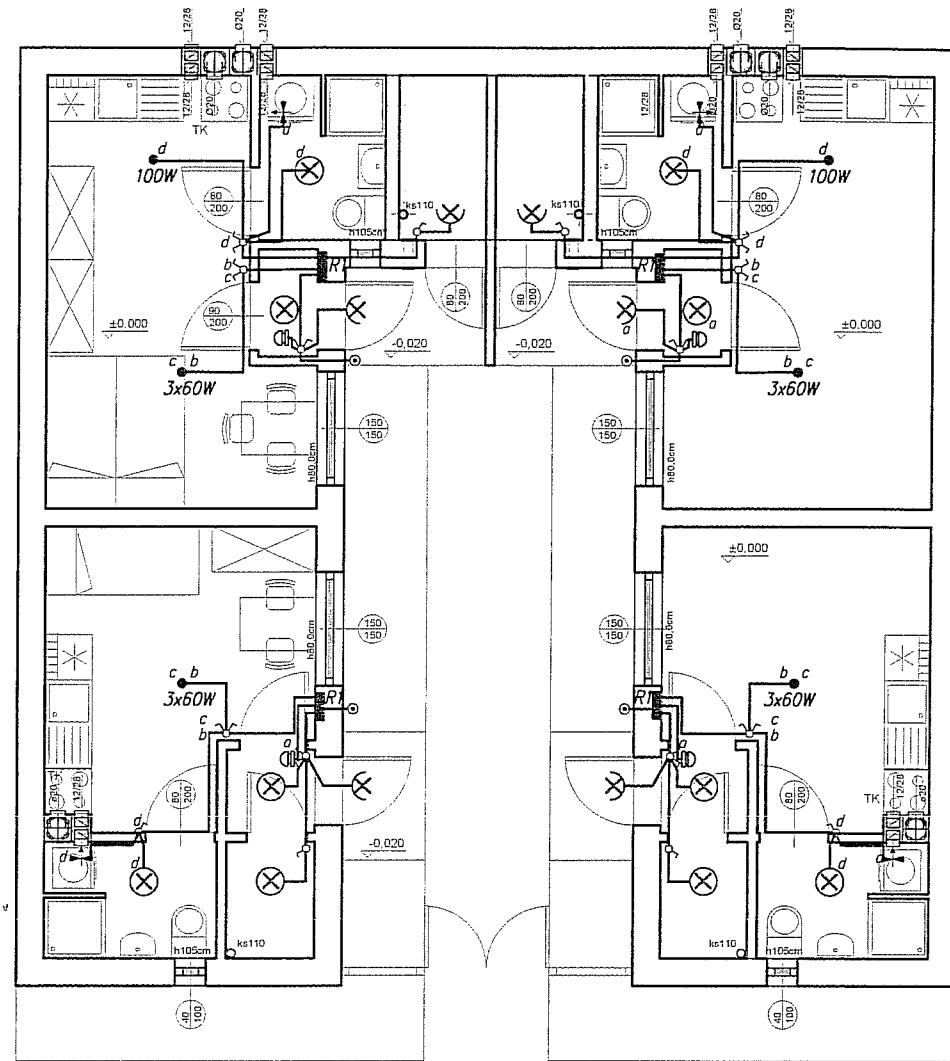 12/28
Ø20
12/28
12/28
Ø20
12/28
12/28
Ø20
12/28
12/28
Ø20
Ø20
12/28
TK
d
d
d
d
d
d
100W
100W
80
200
80
200
ks110
ks110
h105cm
h105cm
d
d
b
c
b
c
R1
R1
80
200
80
200
90
200
a
a
±0,000
-0,020
-0,020
±0,000
c b
3x60W
b c
3x60W
150
150
150
150
h80,0cm
h80,0cm
±0,000
150
150
150
150
h80,0cm
h80,0cm
c b
3x60W
b c
3x60W
R1
R1
c
b
c
b
a
a
Ø20
12/28
80
200
80
200
TK
12/28
Ø20
d
d
d
d
d
d
-0,020
ks110
ks110
h105cm
h105cm
40
100
40
100